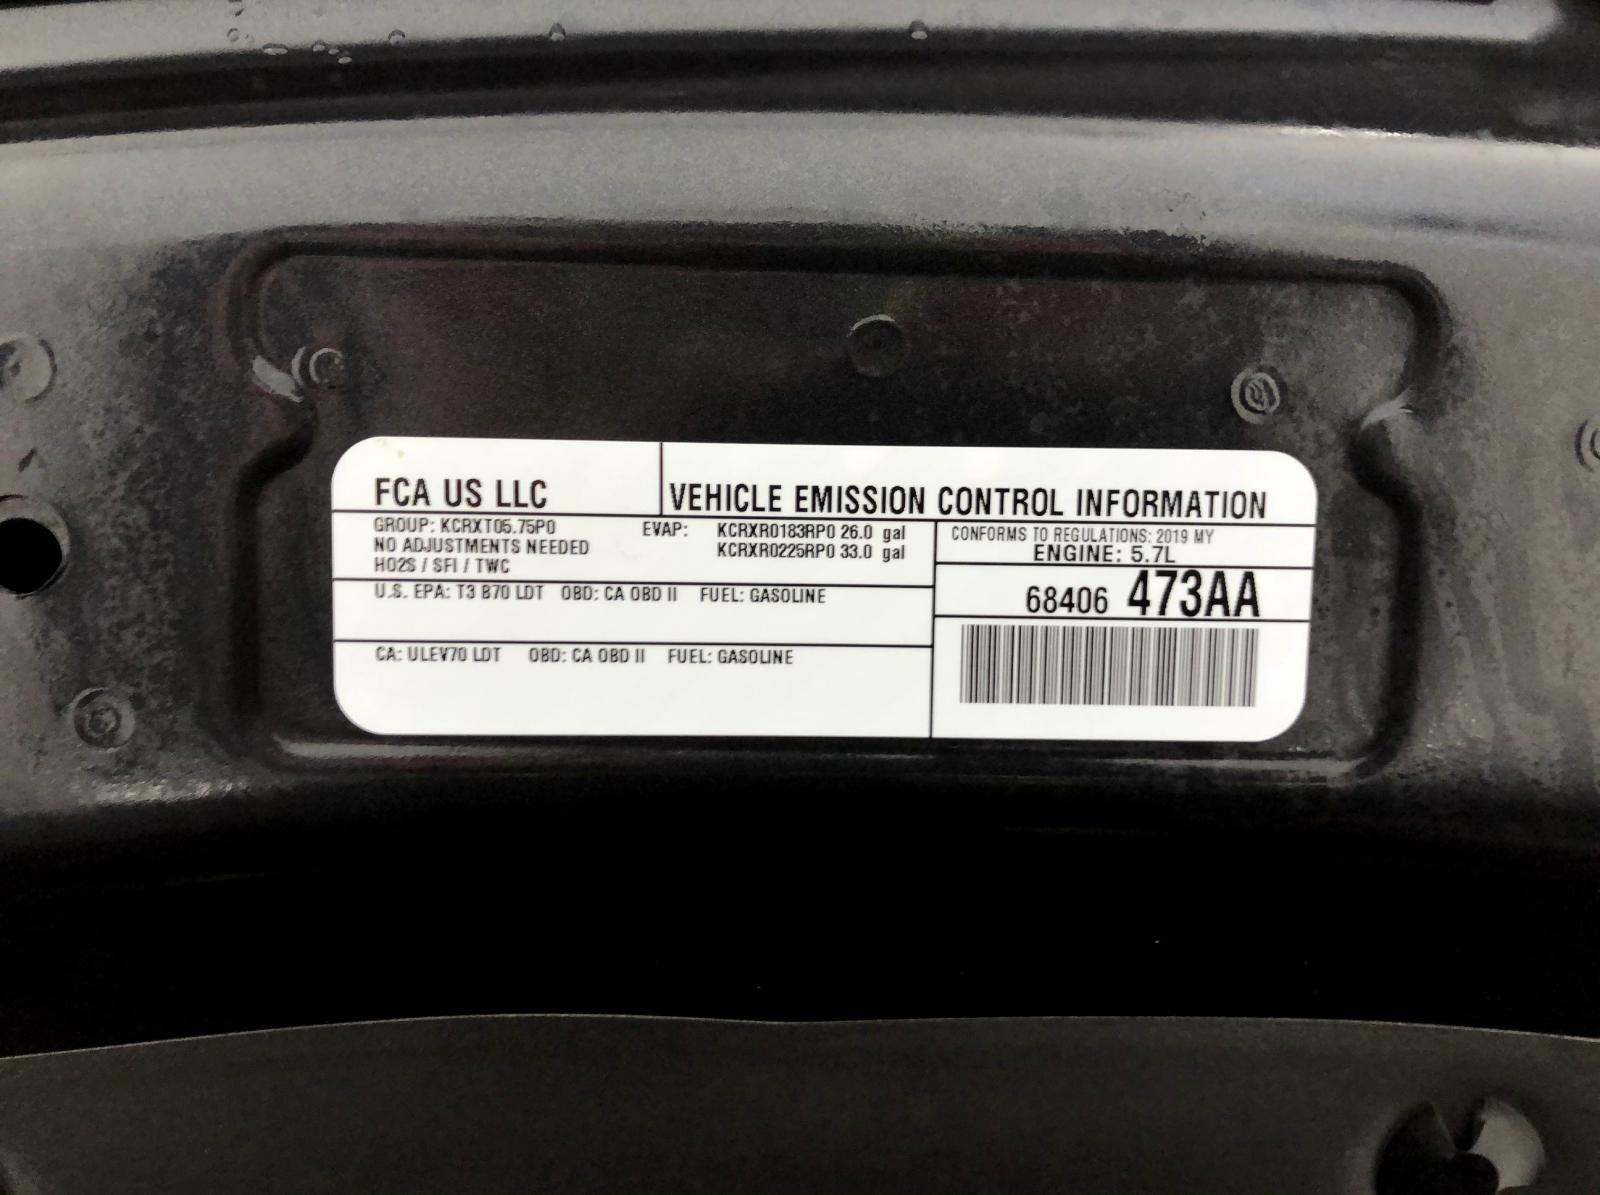 FCA US LLC
VEHICLE EMISSION CONTROL INFORMATION
GROUP: KCRXT05.75P0
NO ADJUSTMENTS NEEDED
HO2S / SFI / TWC
EVAP: KCRXR0183RP0 26.0 gal
KCRXR0225RP0 33.0 gal
CONFORMS TO REGULATIONS: 2019 MY
ENGINE: 5.7L
U.S. EPA: T3 B70 LDT OBD: CA OBD II FUEL: GASOLINE
68406 473AA
CA: ULEV70 LDT OBD: CA OBD II FUEL: GASOLINE